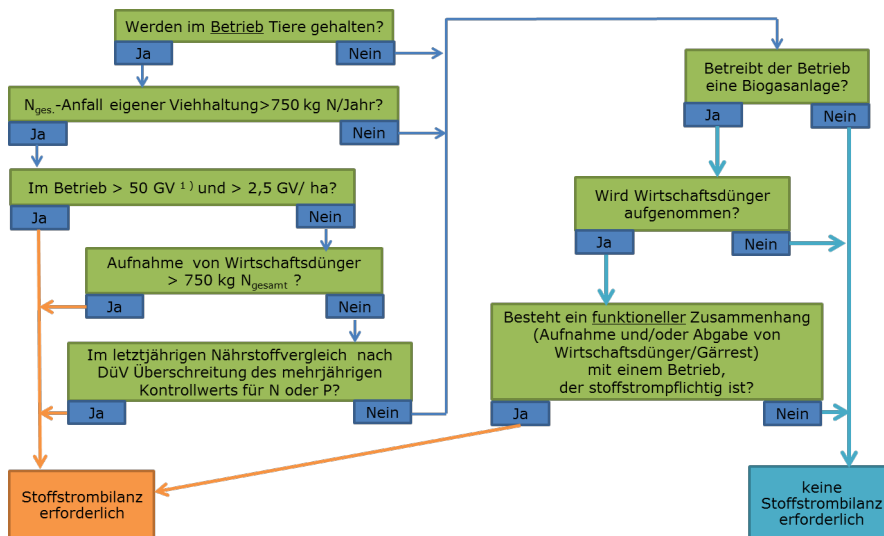 Werden im Betrieb Tiere gehalten?
Ja
Nein
Nges.-Anfall eigener Viehhaltung>750 kg N/Jahr?
Ja
Nein
Im Betrieb > 50 GV 1) und > 2,5 GV/ ha?
Ja
Nein
Aufnahme von Wirtschaftsdünger
> 750 kg Ngesamt ?
Ja
Nein
Im letztjährigen Nährstoffvergleich nach
DüV Überschreitung des mehrjährigen
Kontrollwerts für N oder P?
Ja
Nein
Stoffstrombilanz
erforderlich
Betreibt der Betrieb
eine Biogasanlage?
Ja
Nein
Wird Wirtschaftsdünger
aufgenommen?
Ja
Nein
Besteht ein funktioneller Zusammenhang
(Aufnahme und/oder Abgabe von
Wirtschaftsdünger/Gärrest)
mit einem Betrieb,
der stoffstrompflichtig ist?
Ja
Nein
keine
Stoffstrombilanz
erforderlich